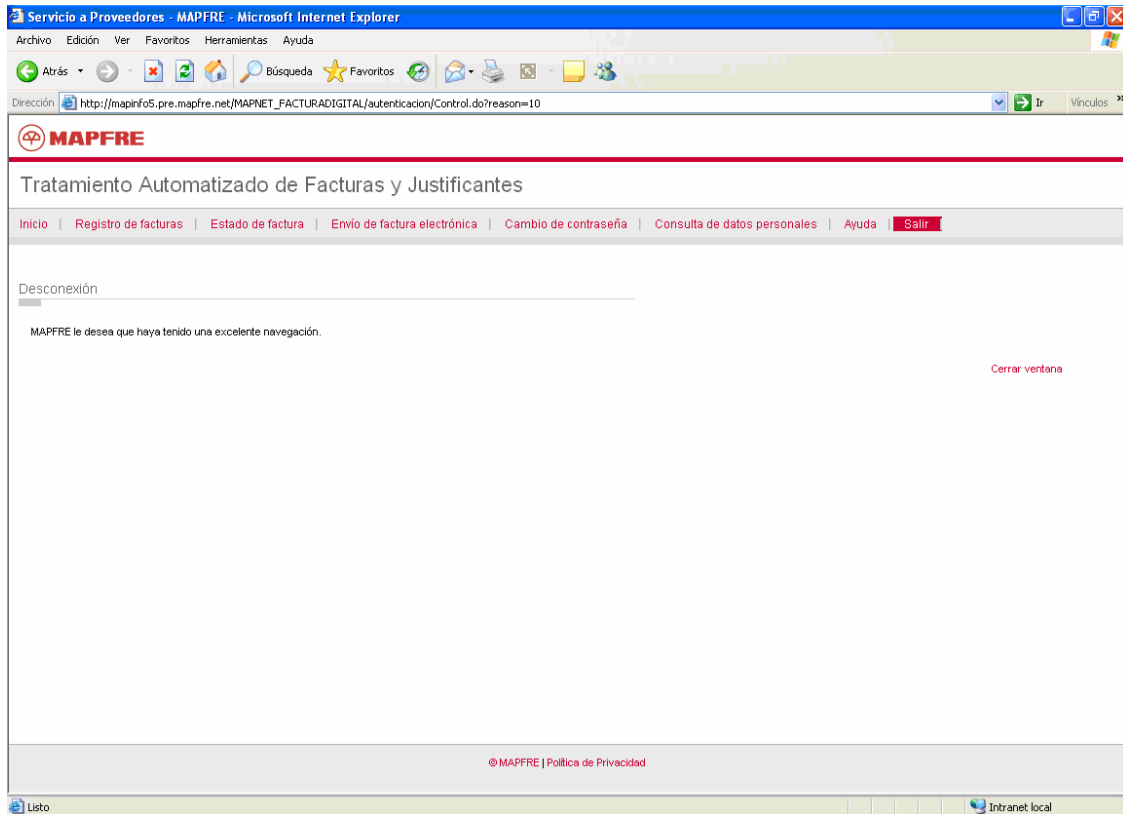 Servicio a Proveedores - MAPFRE - Microsoft Internet Explorer
Archivo Edición Ver Favoritos Herramientas Ayuda
Atrás Búsqueda Favoritos
Dirección http://mapinfo5.pre.mapfre.net/MAPNET_FACTURADIGITAL/autenticacion/Control.do?reason=10 Ir Vínculos »
MAPFRE
Tratamiento Automatizado de Facturas y Justificantes
Inicio | Registro de facturas | Estado de factura | Envío de factura electrónica | Cambio de contraseña | Consulta de datos personales | Ayuda | Salir
Desconexión
MAPFRE le desea que haya tenido una excelente navegación.
Cerrar ventana
© MAPFRE | Política de Privacidad
Listo Intranet local